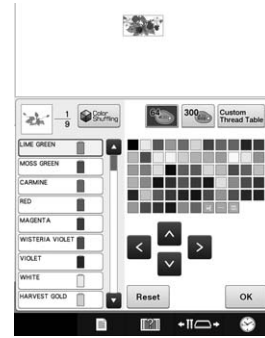 1
9
Color
Shuffling
64
300
Custom
Thread Table
LIME GREEN
MOSS GREEN
CARMINE
RED
MAGENTA
WISTERIA VIOLET
VIOLET
WHITE
HARVEST GOLD
Reset
OK